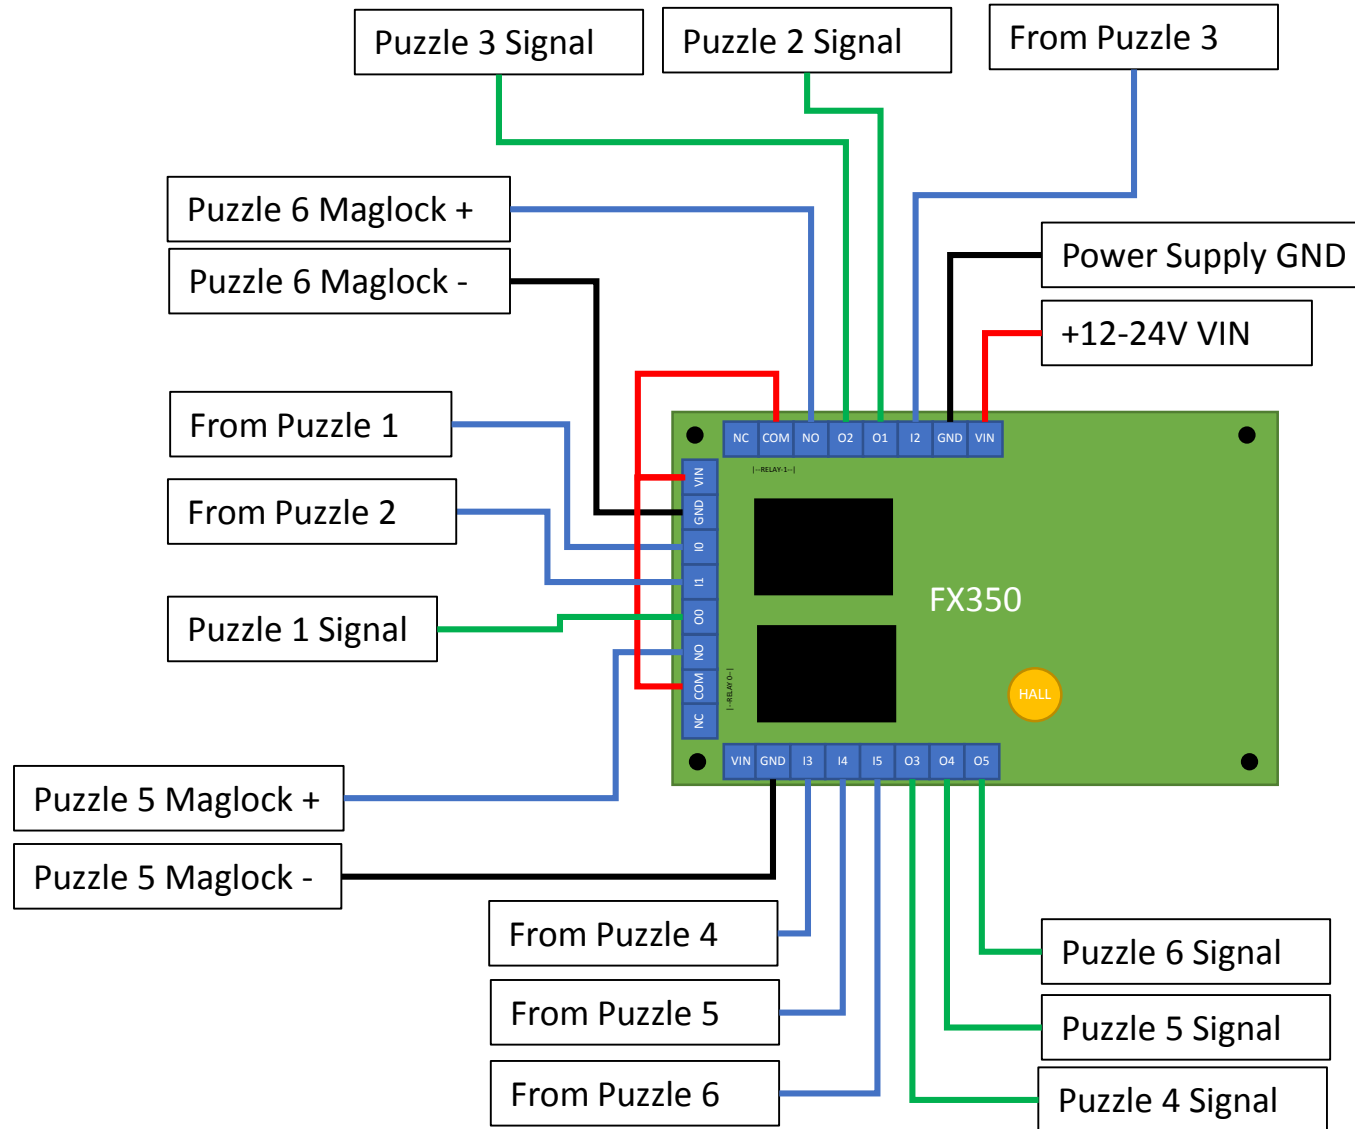 Puzzle 3 Signal
Puzzle 2 Signal
From Puzzle 3
Puzzle 6 Maglock +
Puzzle 6 Maglock -
Power Supply GND
+12-24V VIN
From Puzzle 1
From Puzzle 2
Puzzle 1 Signal
NC COM NO O2 O1 I2 GND VIN
|--RELAY-1--|
VIN
GND
I0
I1
O0
NO
COM
NC
|--RELAY 0--|
FX350
HALL
VIN GND I3 I4 I5 O3 O4 O5
Puzzle 5 Maglock +
Puzzle 5 Maglock -
From Puzzle 4
From Puzzle 5
From Puzzle 6
Puzzle 6 Signal
Puzzle 5 Signal
Puzzle 4 Signal